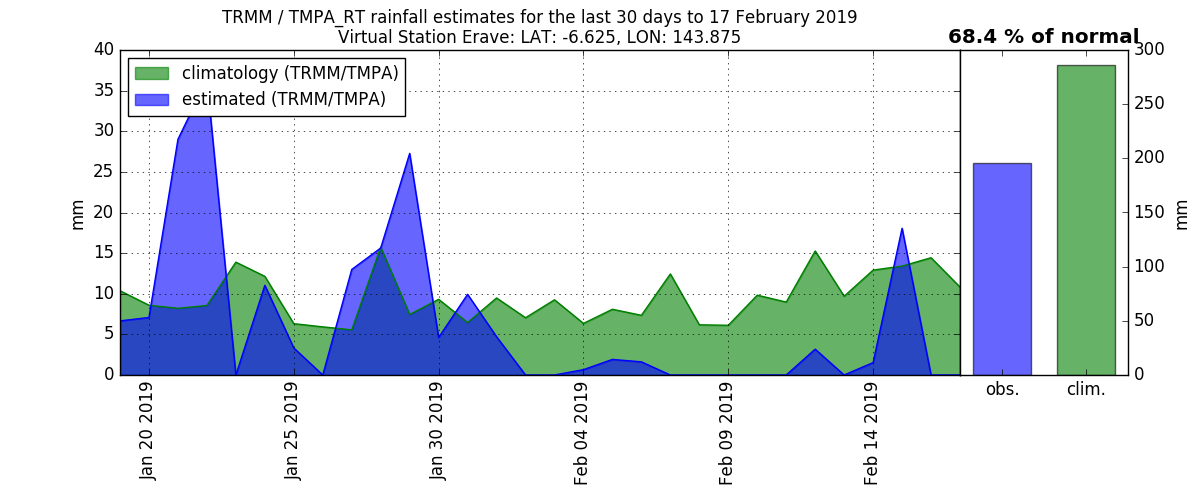 TRMM / TMPA_RT rainfall estimates for the last 30 days to 17 February 2019
Virtual Station Erave: LAT: -6.625, LON: 143.875
68.4 % of normal
climatology (TRMM/TMPA)
estimated (TRMM/TMPA)
mm
40
35
30
25
20
15
10
5
0
Jan 20 2019
Jan 25 2019
Jan 30 2019
Feb 04 2019
Feb 09 2019
Feb 14 2019
obs.
clim.
300
250
200
150
100
50
0
mm